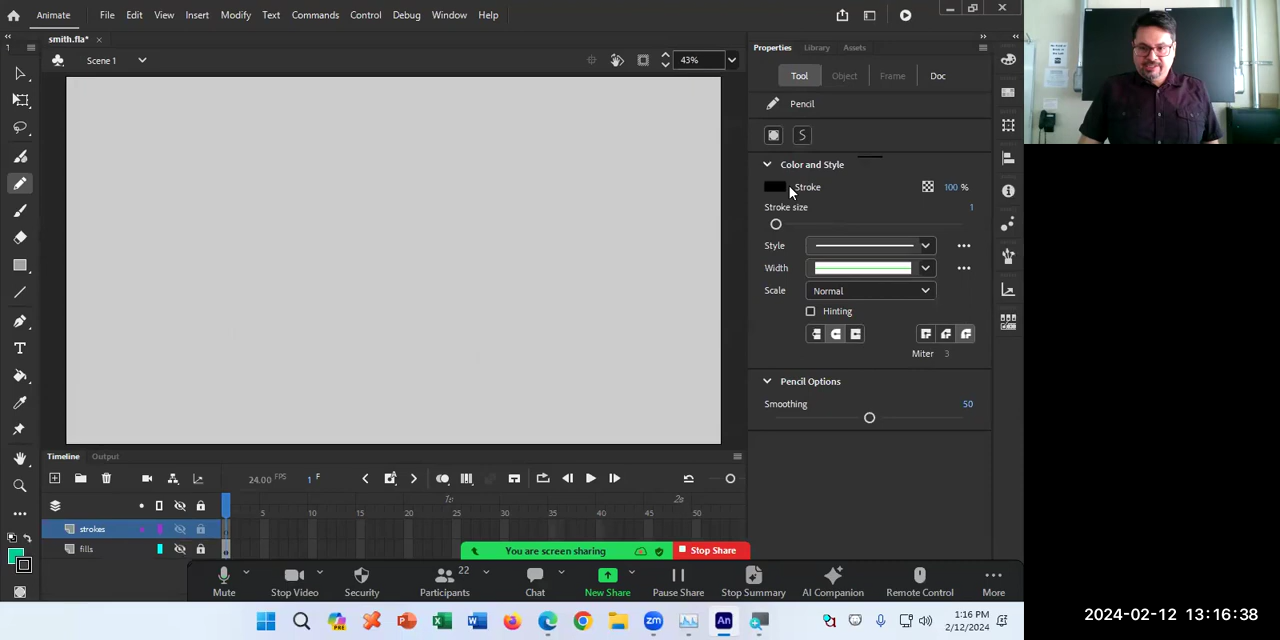 Animate File Edit View Insert Modify Text Commands Control Debug Window Help
smith.fla* ×
Scene 1 43%
Properties Library Assets
Tool Object Frame Doc
Pencil
Color and Style
Stroke 100 %
Stroke size 1
Style
Width
Scale Normal
Hinting
Miter 3
Pencil Options
Smoothing 50
Timeline Output
24.00 FPS 1 F
1s 2s
5 10 15 20 25 30 35 40 45 50
strokes
fills
You are screen sharing Stop Share
22
Mute Stop Video Security Participants Chat New Share Pause Share Stop Summary AI Companion Remote Control More
1:16 PM
2/12/2024
2024-02-12 13:16:38